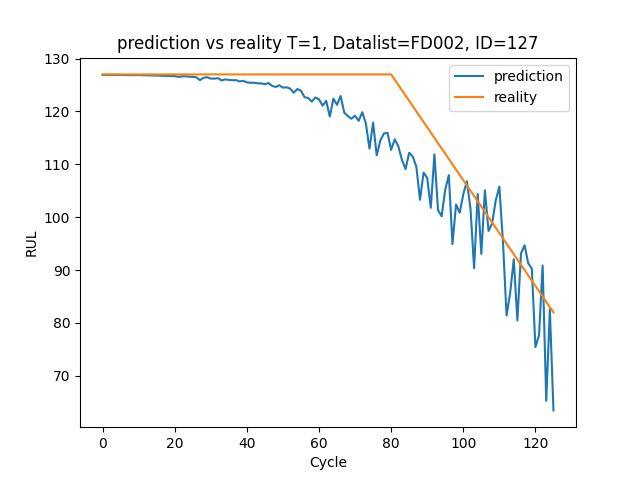 prediction vs reality T=1, Datalist=FD002, ID=127
prediction
reality
130
120
110
100
90
80
70
RUL
0 20 40 60 80 100 120
Cycle